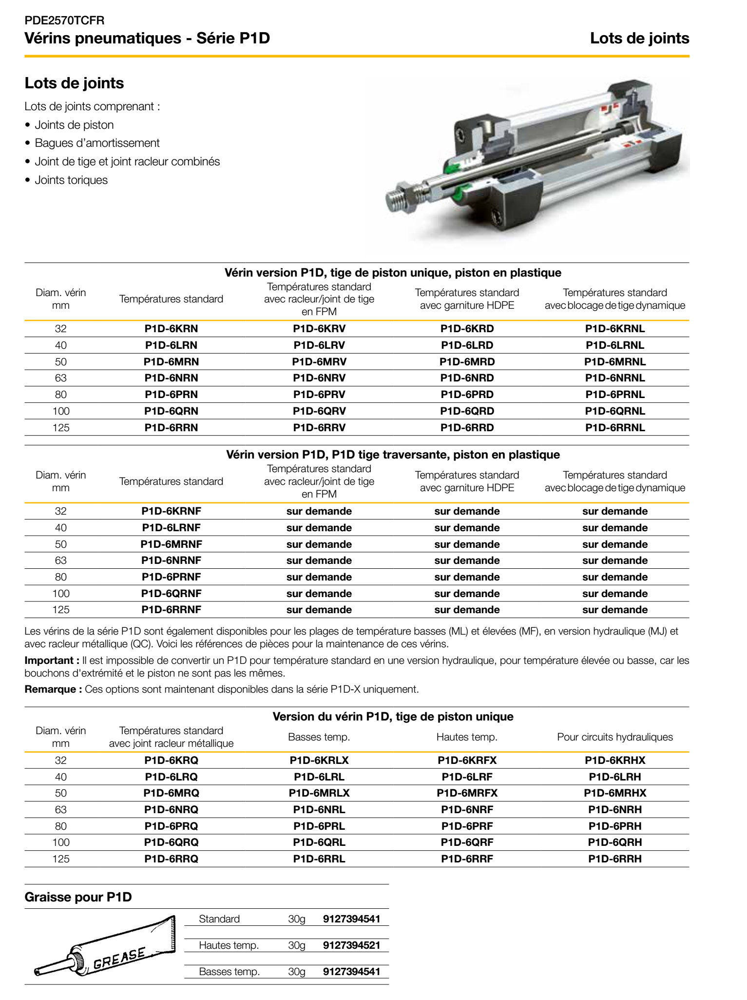 PDE2570TCFR
Vérins pneumatiques - Série P1D
Lots de joints
Lots de joints
Lots de joints comprenant :
• Joints de piston
• Bagues d’amortissement
• Joint de tige et joint racleur combinés
• Joints toriques
Vérin version P1D, tige de piston unique, piston en plastique
Diam. vérin mm | Températures standard | Températures standard avec racleur/joint de tige en FPM | Températures standard avec garniture HDPE | Températures standard avec blocage de tige dynamique
32 P1D-6KRN P1D-6KRV P1D-6KRD P1D-6KRNL
40 P1D-6LRN P1D-6LRV P1D-6LRD P1D-6LRNL
50 P1D-6MRN P1D-6MRV P1D-6MRD P1D-6MRNL
63 P1D-6NRN P1D-6NRV P1D-6NRD P1D-6NRNL
80 P1D-6PRN P1D-6PRV P1D-6PRD P1D-6PRNL
100 P1D-6QRN P1D-6QRV P1D-6QRD P1D-6QRNL
125 P1D-6RRN P1D-6RRV P1D-6RRD P1D-6RRNL
Vérin version P1D, P1D tige traversante, piston en plastique
Diam. vérin mm | Températures standard | Températures standard avec racleur/joint de tige en FPM | Températures standard avec garniture HDPE | Températures standard avec blocage de tige dynamique
32 P1D-6KRNF sur demande sur demande sur demande
40 P1D-6LRNF sur demande sur demande sur demande
50 P1D-6MRNF sur demande sur demande sur demande
63 P1D-6NRNF sur demande sur demande sur demande
80 P1D-6PRNF sur demande sur demande sur demande
100 P1D-6QRNF sur demande sur demande sur demande
125 P1D-6RRNF sur demande sur demande sur demande
Les vérins de la série P1D sont également disponibles pour les plages de température basses (ML) et élevées (MF), en version hydraulique (MJ) et
avec racleur métallique (QC). Voici les références de pièces pour la maintenance de ces vérins.
Important : Il est impossible de convertir un P1D pour température standard en une version hydraulique, pour température élevée ou basse, car les
bouchons d'extrémité et le piston ne sont pas les mêmes.
Remarque : Ces options sont maintenant disponibles dans la série P1D-X uniquement.
Version du vérin P1D, tige de piston unique
Diam. vérin mm | Températures standard avec joint racleur métallique | Basses temp. | Hautes temp. | Pour circuits hydrauliques
32 P1D-6KRQ P1D-6KRLX P1D-6KRFX P1D-6KRHX
40 P1D-6LRQ P1D-6LRL P1D-6LRF P1D-6LRH
50 P1D-6MRQ P1D-6MRLX P1D-6MRFX P1D-6MRHX
63 P1D-6NRQ P1D-6NRL P1D-6NRF P1D-6NRH
80 P1D-6PRQ P1D-6PRL P1D-6PRF P1D-6PRH
100 P1D-6QRQ P1D-6QRL P1D-6QRF P1D-6QRH
125 P1D-6RRQ P1D-6RRL P1D-6RRF P1D-6RRH
Graisse pour P1D
GREASE
Standard 30g 9127394541
Hautes temp. 30g 9127394521
Basses temp. 30g 9127394541